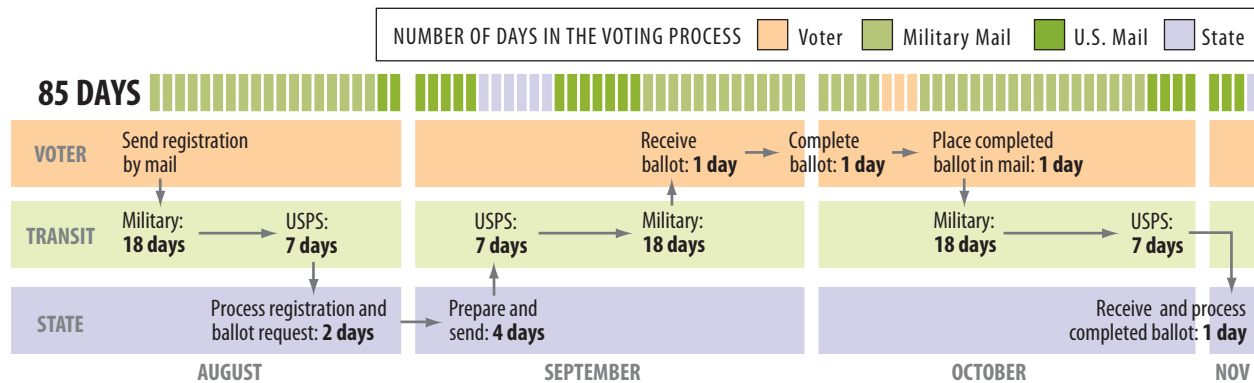 NUMBER OF DAYS IN THE VOTING PROCESS Voter Military Mail U.S. Mail State
85 DAYS
VOTER
Send registration
by mail
Receive
ballot: 1 day
Complete
ballot: 1 day
Place completed
ballot in mail: 1 day
TRANSIT
Military:
18 days
USPS:
7 days
USPS:
7 days
Military:
18 days
Military:
18 days
USPS:
7 days
STATE
Process registration and
ballot request: 2 days
Prepare and
send: 4 days
Receive and process
completed ballot: 1 day
AUGUST SEPTEMBER OCTOBER NOV